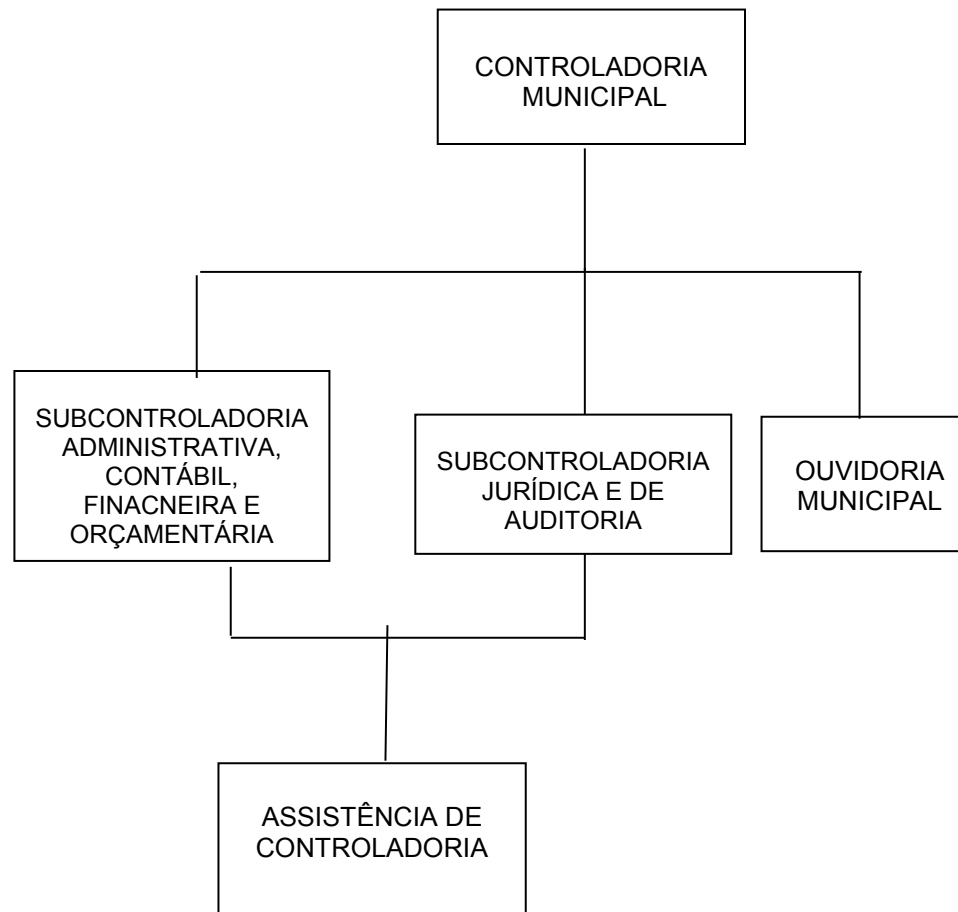 CONTROLADORIA
MUNICIPAL
SUBCONTROLADORIA
ADMINISTRATIVA,
CONTÁBIL,
FINACNEIRA E
ORÇAMENTÁRIA
SUBCONTROLADORIA
JURÍDICA E DE
AUDITORIA
OUVIDORIA
MUNICIPAL
ASSISTÊNCIA DE
CONTROLADORIA